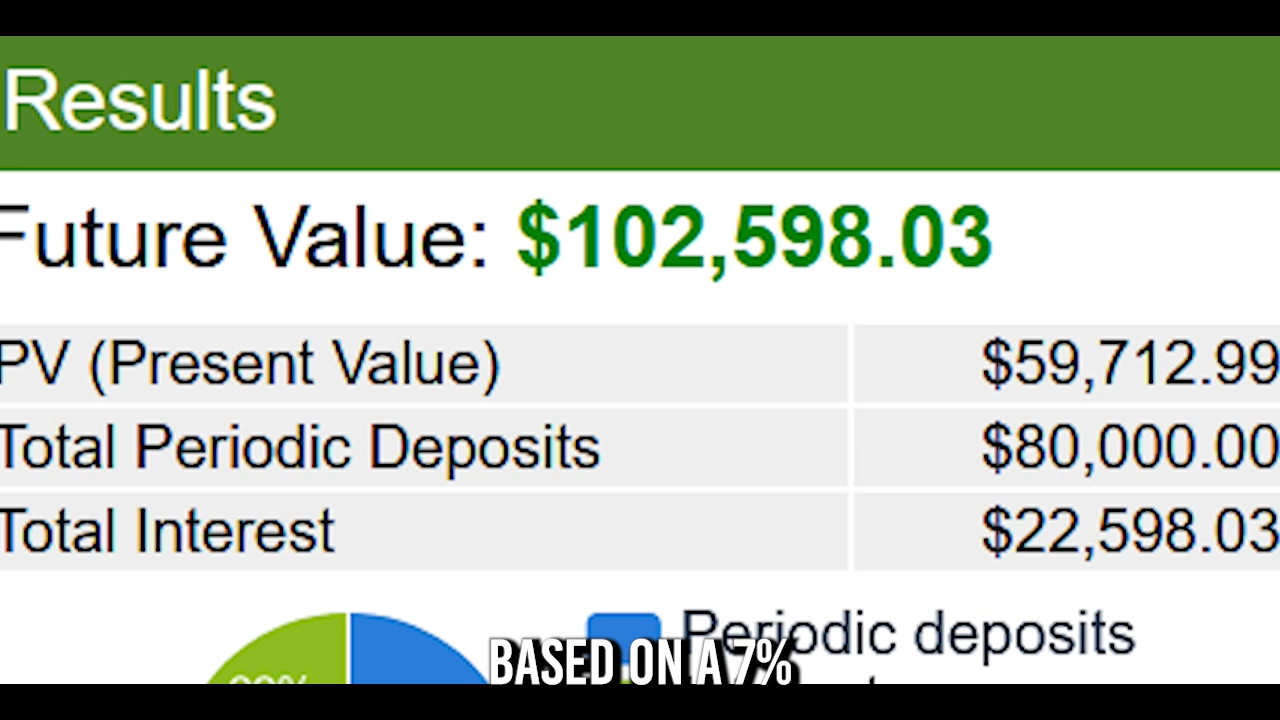 Results
Future Value: $102,598.03
PV (Present Value) $59,712.99
Total Periodic Deposits $80,000.00
Total Interest $22,598.03
Periodic deposits
BASED ON A 7%